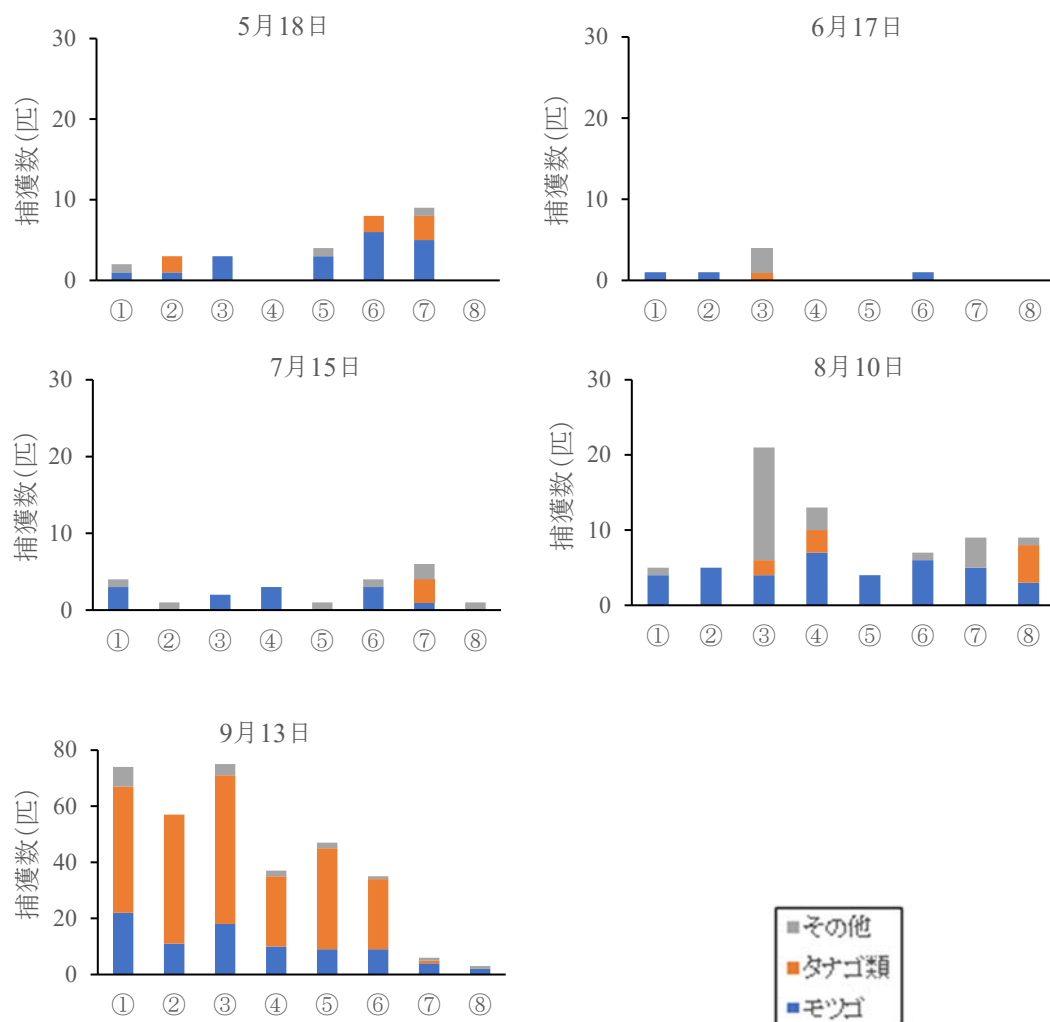 5月18日
30
20
10
0
捕獲数(匹)
① ② ③ ④ ⑤ ⑥ ⑦ ⑧
6月17日
30
20
10
0
捕獲数(匹)
① ② ③ ④ ⑤ ⑥ ⑦ ⑧
7月15日
30
20
10
0
捕獲数(匹)
① ② ③ ④ ⑤ ⑥ ⑦ ⑧
8月10日
30
20
10
0
捕獲数(匹)
① ② ③ ④ ⑤ ⑥ ⑦ ⑧
9月13日
80
60
40
20
0
捕獲数(匹)
① ② ③ ④ ⑤ ⑥ ⑦ ⑧
その他
タナゴ類
モツゴ